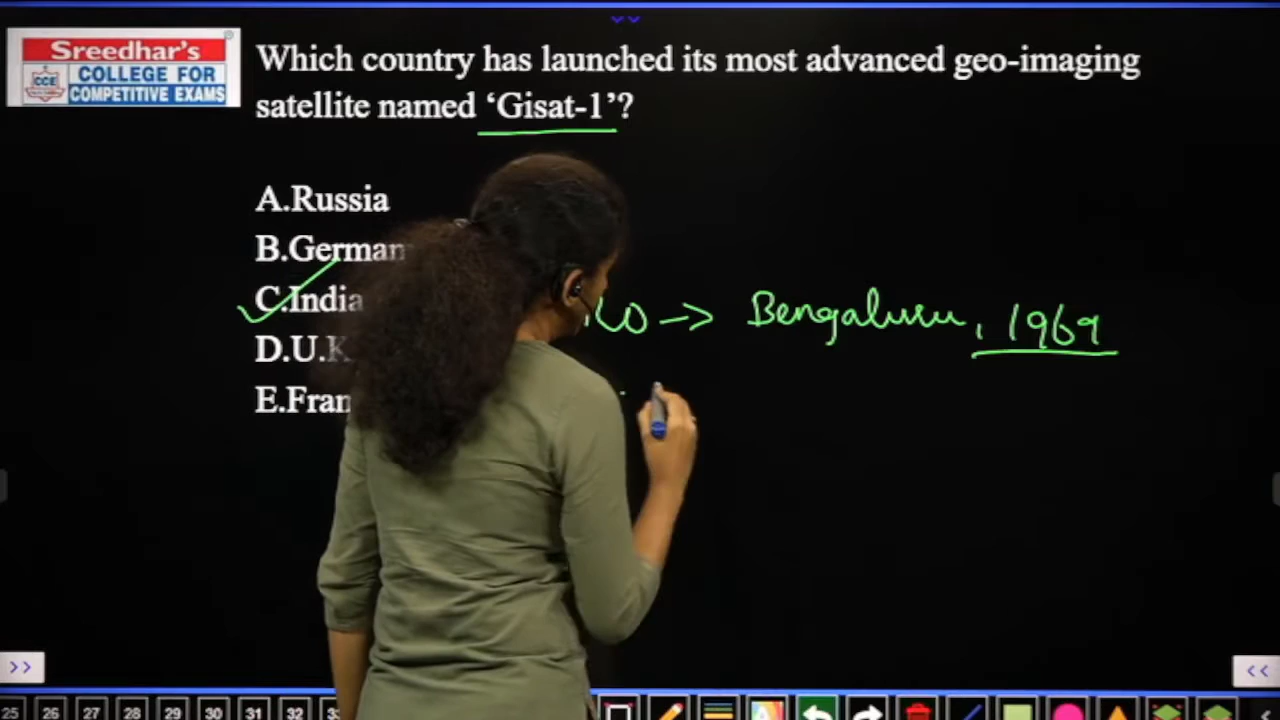 Sreedhar's
CCE
COLLEGE FOR
COMPETITIVE EXAMS
Which country has launched its most advanced geo-imaging
satellite named ‘Gisat-1’?
A.Russia
B.German
C.India
D.U.K
E.Fran
→ Bengaluru, 1969
>>
<<
25 26 27 28 29 30 31 32